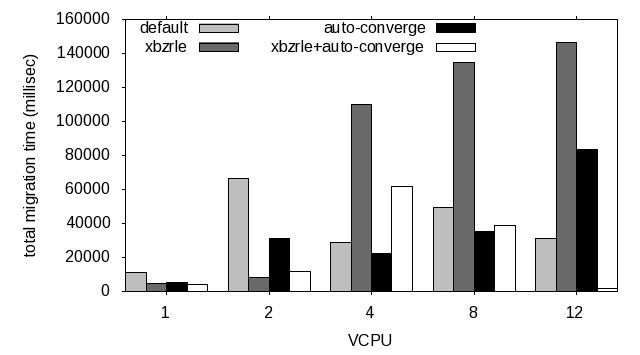 160000
140000
120000
100000
80000
60000
40000
20000
0
total migration time (millisec)
default
xbzrle
auto-converge
xbzrle+auto-converge
1 2 4 8 12
VCPU